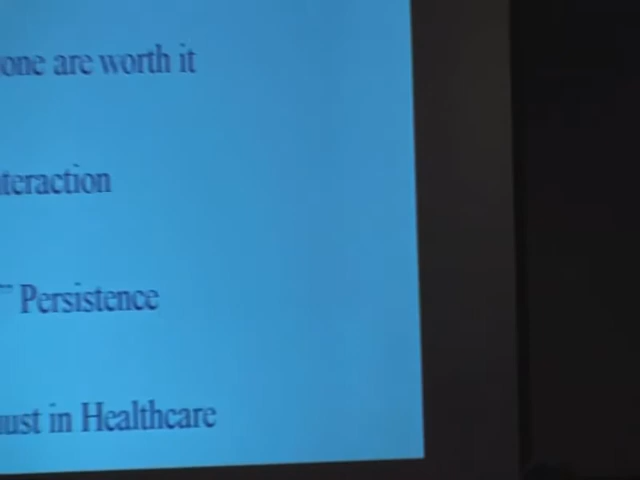 one are worth it
teraction
" Persistence
ust in Healthcare